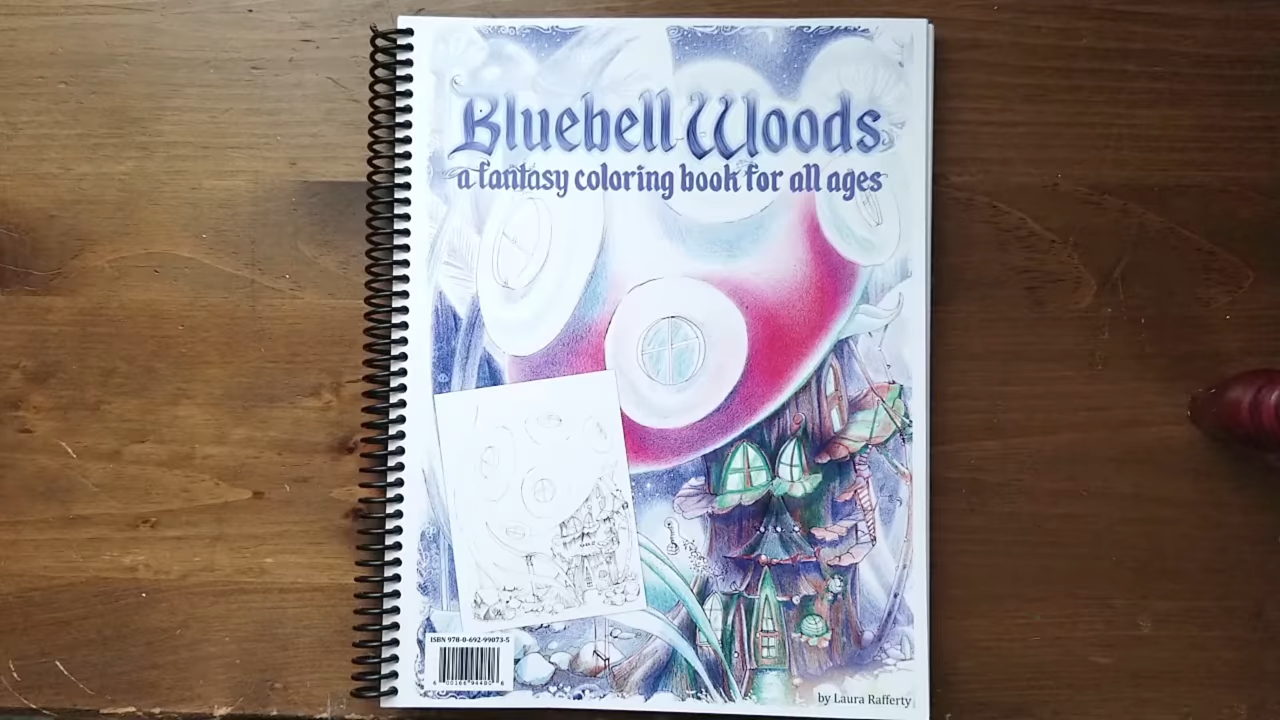 Bluebell Woods
a fantasy coloring book for all ages
ISBN 978-0-692-99073-5
by Laura Rafferty